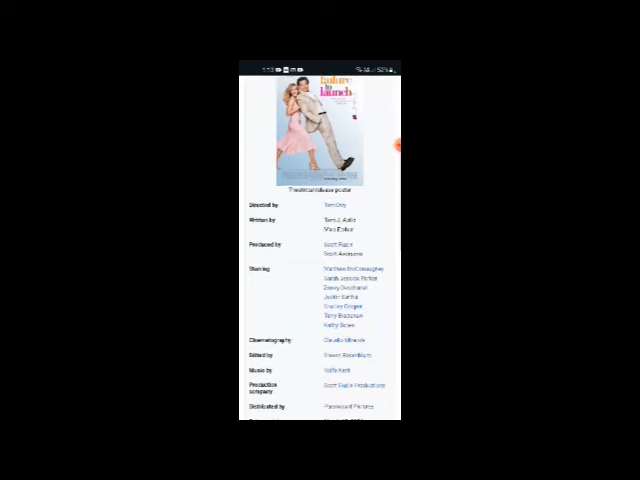 failure
to
launch
Theatrical release poster
Directed by Tom Dey
Written by Tom J. Astle
Matt Ember
Produced by Scott Rudin
Scott Aversano
Starring Matthew McConaughey
Sarah Jessica Parker
Zooey Deschanel
Justin Bartha
Bradley Cooper
Terry Bradshaw
Kathy Bates
Cinematography Claudio Miranda
Edited by Steven Rosenblum
Music by Rolfe Kent
Production Scott Rudin Productions
company
Distributed by Paramount Pictures